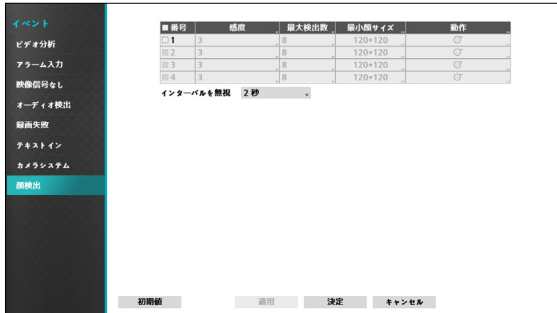 イベント
ビデオ分析
アラーム入力
映像信号なし
オーディオ検出
録画失敗
テキストイン
カメラシステム
顔検出
番号 感度 最大検出数 最小顔サイズ 動作
1 3 8 120*120
2 3 8 120*120
3 3 8 120*120
4 3 8 120*120
インターバルを無視 2 秒
初期値 適用 決定 キャンセル